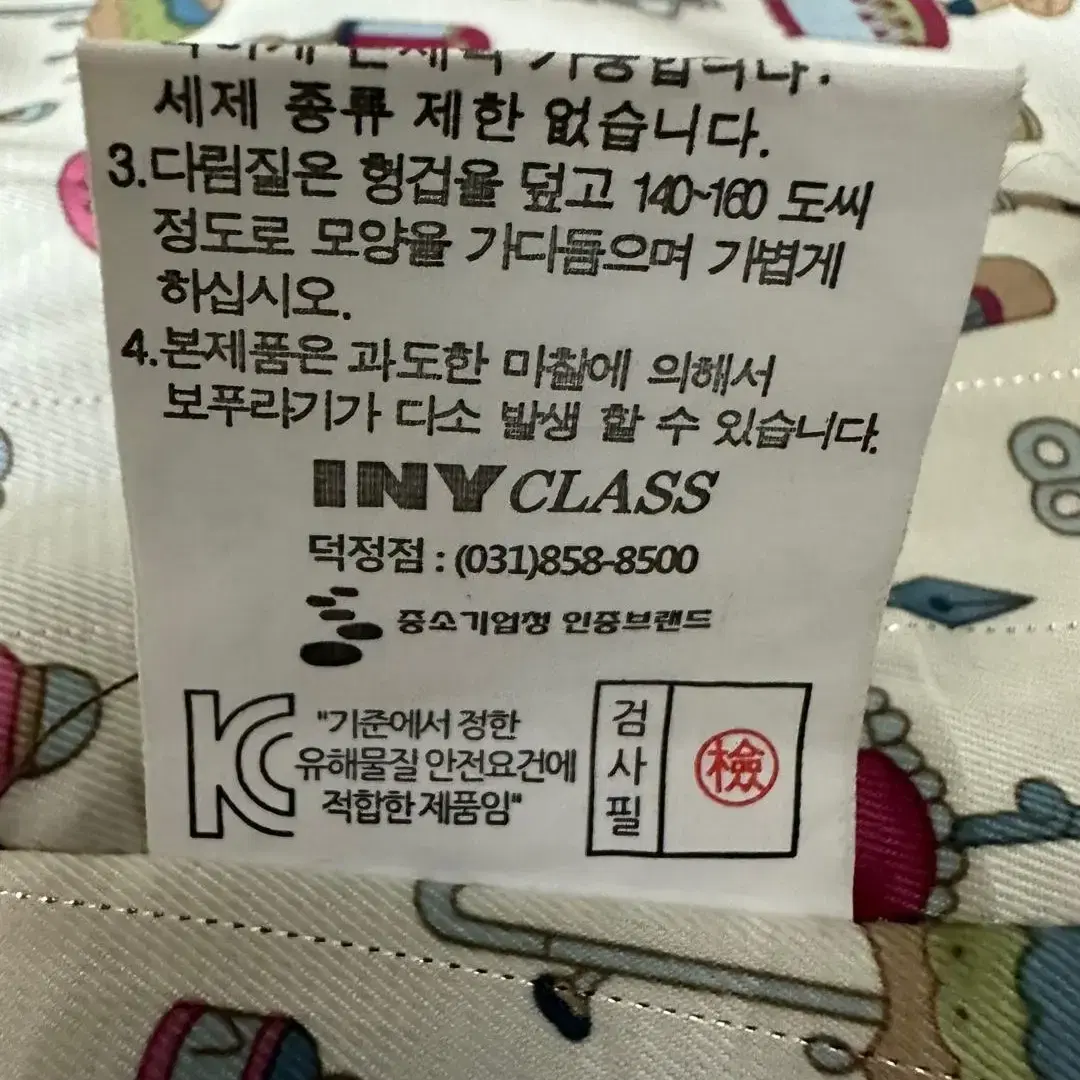 세제 종류 제한 없습니다.
3.다림질은 헝겊을 덮고 140~160 도씨
정도로 모양을 가다듬으며 가볍게
하십시오.
4.본제품은 과도한 마찰에 의해서
보푸라기가 다소 발생 할 수 있습니다.
INY CLASS
덕정점 : (031)858-8500
중소기업청 인증브랜드
KC
"기준에서 정한
유해물질 안전요건에
적합한 제품임"
검사필
檢